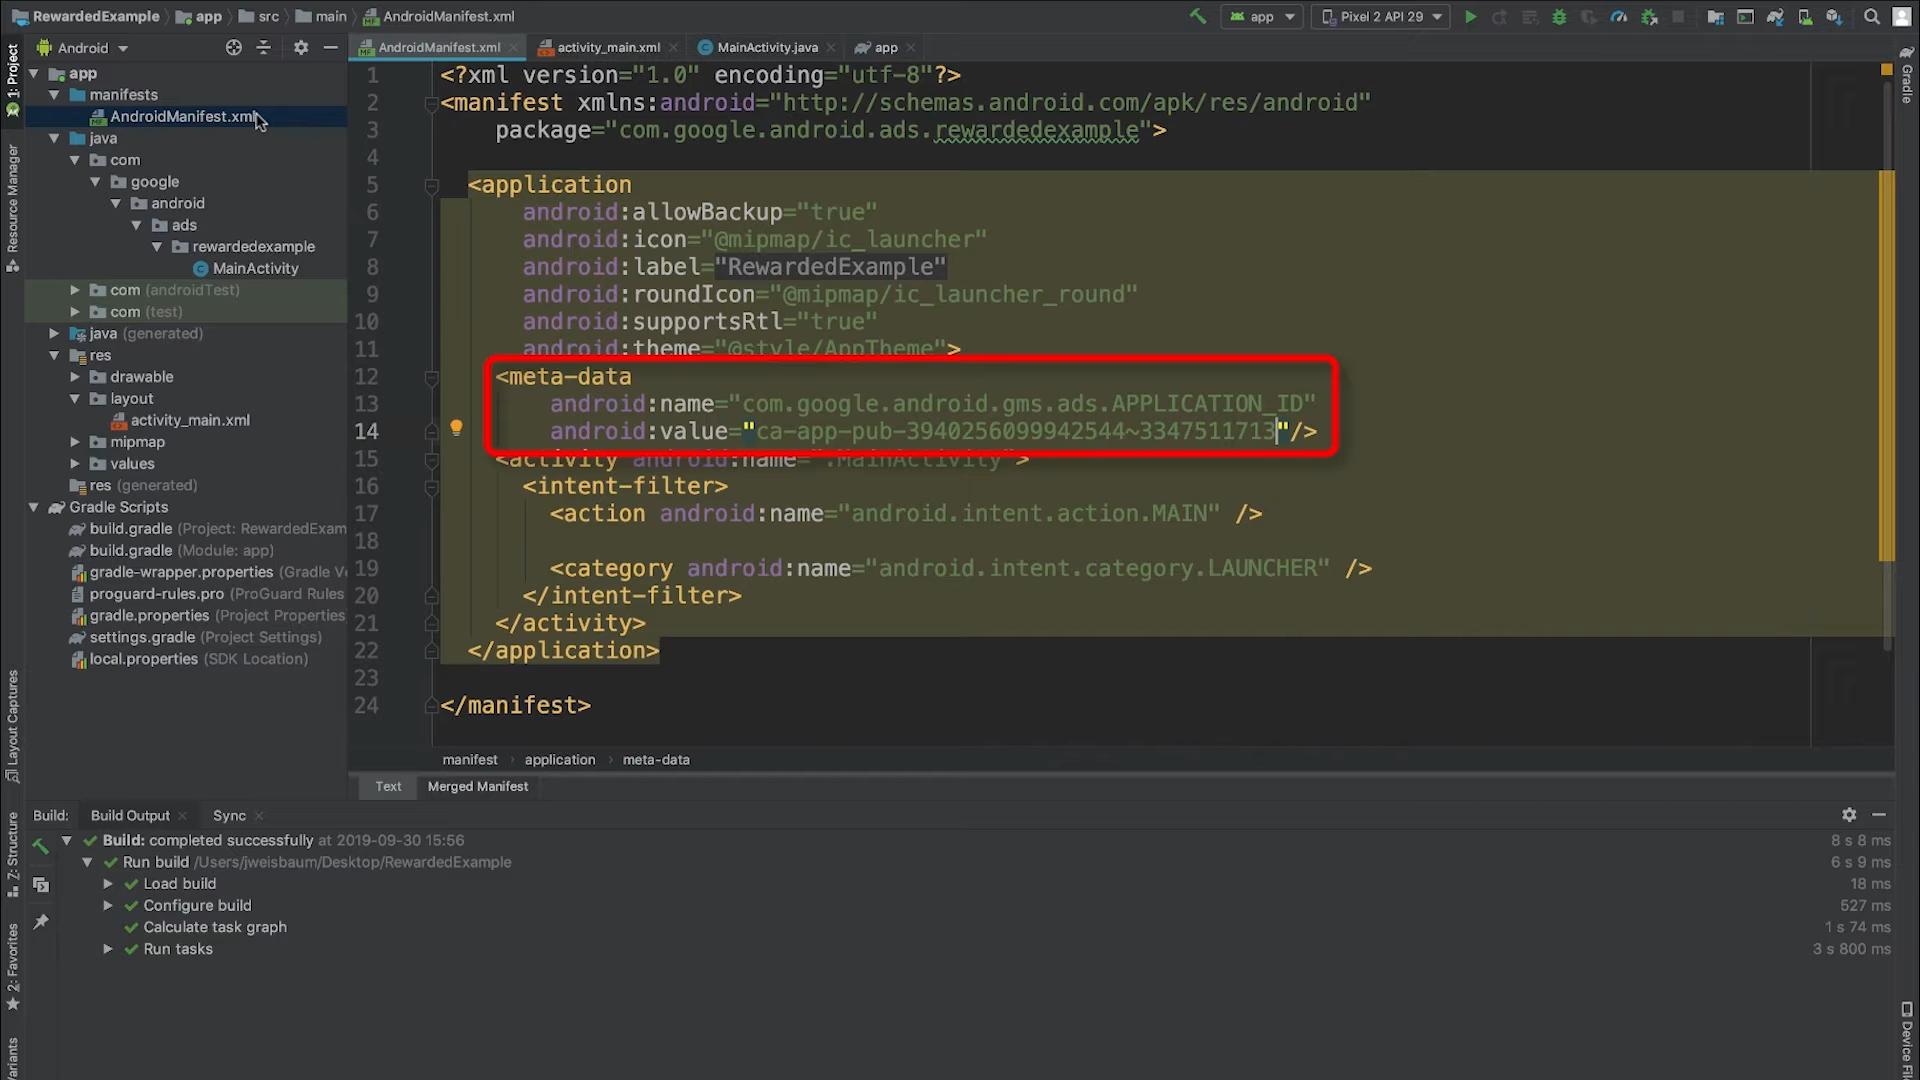 RewardedExample app src main AndroidManifest.xml
app Pixel 2 API 29
Android
AndroidManifest.xml activity_main.xml MainActivity.java app
1: Project
Resource Manager
Layout Captures
Z: Structure
2: Favorites
app
manifests
AndroidManifest.xml
java
com
google
android
ads
rewardedexample
MainActivity
com (androidTest)
com (test)
java (generated)
res
drawable
layout
activity_main.xml
mipmap
values
res (generated)
Gradle Scripts
build.gradle (Project: RewardedExam
build.gradle (Module: app)
gradle-wrapper.properties (Gradle Ve
proguard-rules.pro (ProGuard Rules
gradle.properties (Project Properties
settings.gradle (Project Settings)
local.properties (SDK Location)
1 <?xml version="1.0" encoding="utf-8"?>
2 <manifest xmlns:android="http://schemas.android.com/apk/res/android"
3 package="com.google.android.ads.rewardedexample">
4
5 <application
6 android:allowBackup="true"
7 android:icon="@mipmap/ic_launcher"
8 android:label="RewardedExample"
9 android:roundIcon="@mipmap/ic_launcher_round"
10 android:supportsRtl="true"
11 android:theme="@style/AppTheme">
12 <meta-data
13 android:name="com.google.android.gms.ads.APPLICATION_ID"
14 android:value="ca-app-pub-3940256099942544~3347511713"/>
15 <activity android:name=".MainActivity">
16 <intent-filter>
17 <action android:name="android.intent.action.MAIN" />
18
19 <category android:name="android.intent.category.LAUNCHER" />
20 </intent-filter>
21 </activity>
22 </application>
23
24 </manifest>
manifest › application › meta-data
Text Merged Manifest
Gradle
Build: Build Output Sync
Build: completed successfully at 2019-09-30 15:56 8 s 8 ms
Run build /Users/jweisbaum/Desktop/RewardedExample 6 s 9 ms
Load build 18 ms
Configure build 527 ms
Calculate task graph 1 s 74 ms
Run tasks 3 s 800 ms
ariants
Device Fil